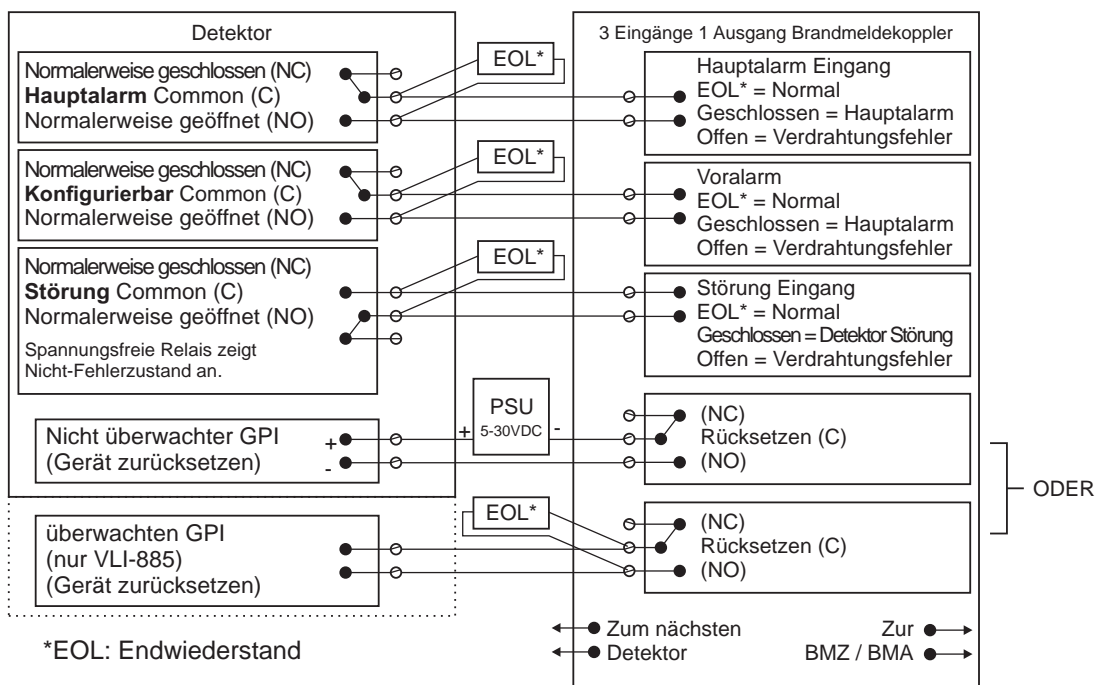 Detektor
Normalerweise geschlossen (NC)
Hauptalarm Common (C)
Normalerweise geöffnet (NO)
EOL*
Normalerweise geschlossen (NC)
Konfigurierbar Common (C)
Normalerweise geöffnet (NO)
EOL*
Normalerweise geschlossen (NC)
Störung Common (C)
Normalerweise geöffnet (NO)
Spannungsfreie Relais zeigt
Nicht-Fehlerzustand an.
EOL*
Nicht überwachter GPI
(Gerät zurücksetzen)
+
-
+
PSU
5-30VDC
-
überwachten GPI
(nur VLI-885)
(Gerät zurücksetzen)
EOL*
*EOL: Endwiederstand
3 Eingänge 1 Ausgang Brandmeldekoppler
Hauptalarm Eingang
EOL* = Normal
Geschlossen = Hauptalarm
Offen = Verdrahtungsfehler
Voralarm
EOL* = Normal
Geschlossen = Hauptalarm
Offen = Verdrahtungsfehler
Störung Eingang
EOL* = Normal
Geschlossen = Detektor Störung
Offen = Verdrahtungsfehler
(NC)
Rücksetzen (C)
(NO)
(NC)
Rücksetzen (C)
(NO)
ODER
Zum nächsten
Detektor
Zur
BMZ / BMA